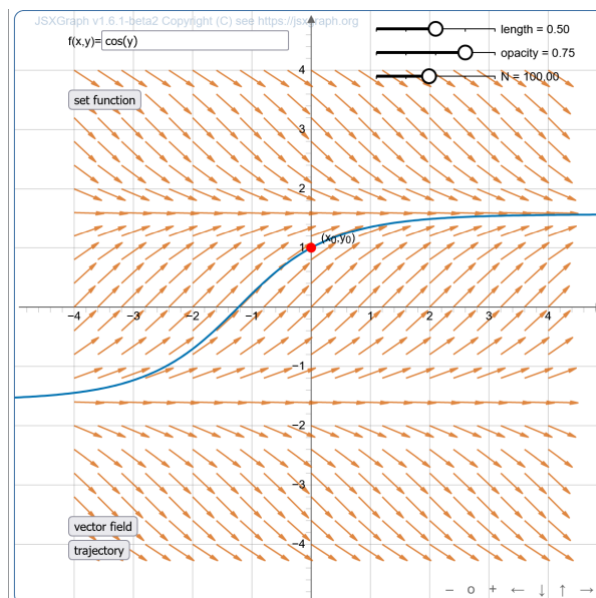 JSXGraph v1.6.1-beta2 Copyright (C) see https://jsxgraph.org
f(x,y)= cos(y)
length = 0.50
opacity = 0.75
N = 100.00
set function
4
3
2
1
(x0,y0)
−4 −3 −2 −1 1 2 3 4
−1
−2
−3
−4
vector field
trajectory
− o + ← ↓ ↑ →